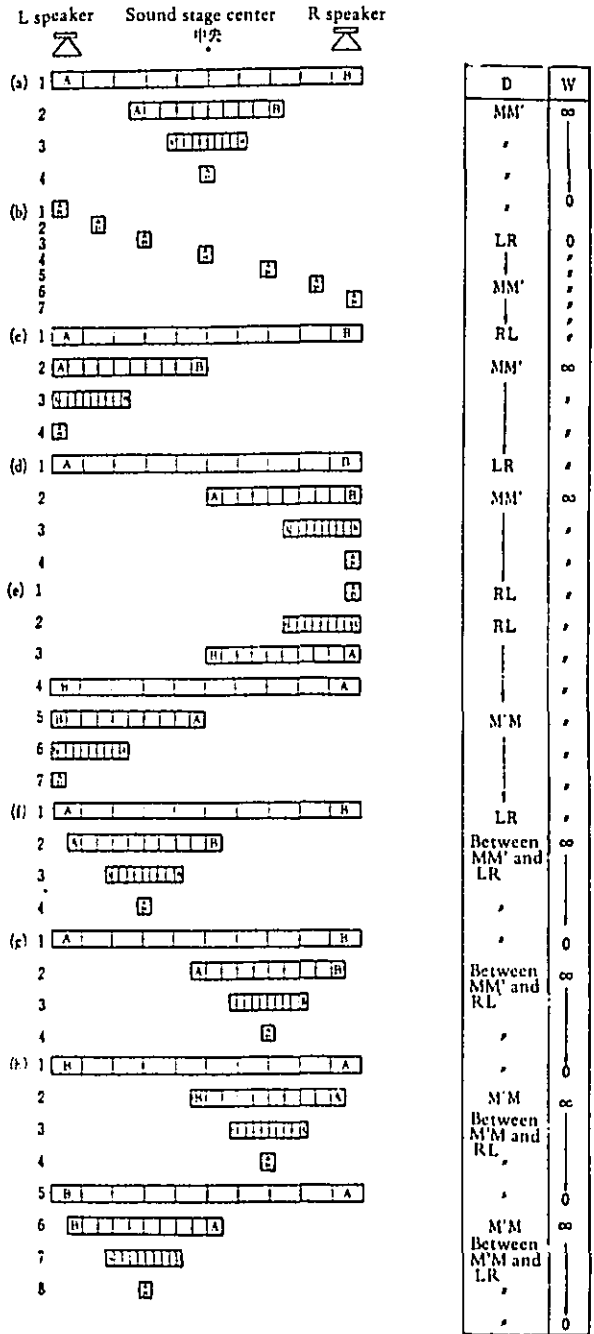 L speaker Sound stage center R speaker
中央
(a) 1 A B
2 A B
3
4
(b) 1
2
3
4
5
6
7
(c) 1 A B
2 A B
3
4
(d) 1 A B
2 A B
3
4
(e) 1
2
3 B A
4 B A
5 B A
6
7
(f) 1 A B
2 A B
3
4
(g) 1 A B
2 A B
3
4
(h) 1 B A
2 B A
3
4
5 B A
6 B A
7
8
D W
MM' ∞
〃
〃
〃 0
LR 0
〃
〃
MM' 〃
〃
RL 〃
MM' ∞
〃
〃
LR 〃
MM' ∞
〃
〃
RL 〃
RL 〃
〃
〃
M'M 〃
〃
〃
LR 〃
Between ∞
MM' and
LR
〃
〃 0
Between ∞
MM' and
RL
〃
〃 0
M'M ∞
Between
M'M and
RL
〃
〃 0
M'M ∞
Between
M'M and
LR
〃
〃 0